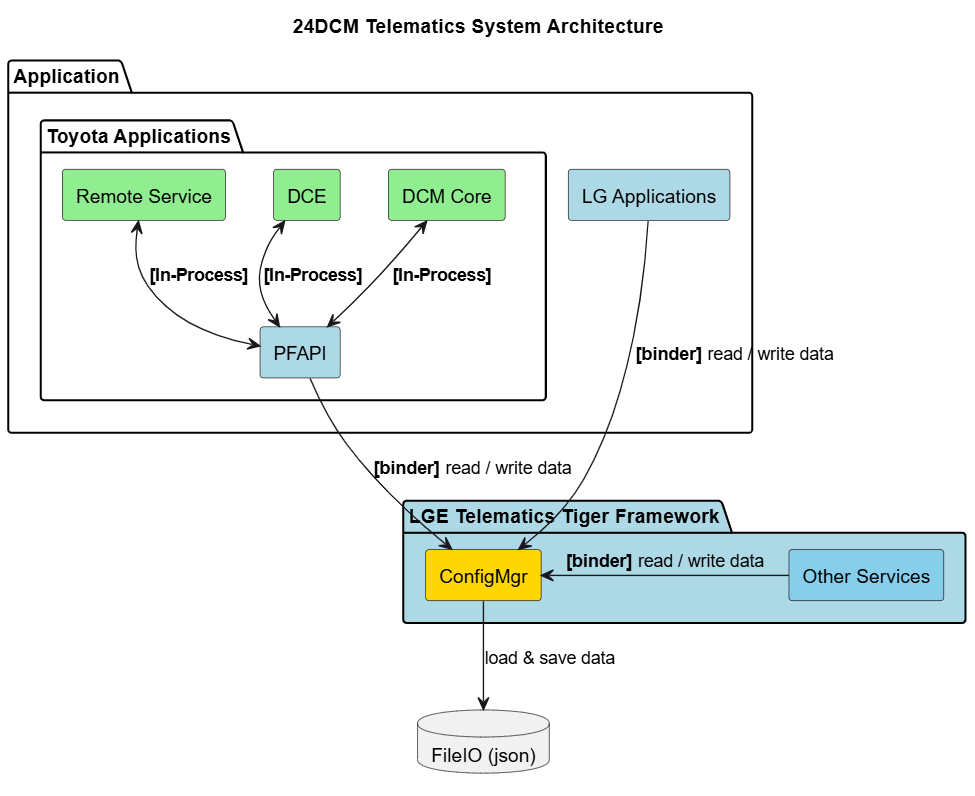 24DCM Telematics System Architecture
Application
Toyota Applications
Remote Service
DCE
DCM Core
LG Applications
[In-Process]
[In-Process]
[In-Process]
PFAPI
[binder] read / write data
[binder] read / write data
LGE Telematics Tiger Framework
ConfigMgr
[binder] read / write data
Other Services
load & save data
FileIO (json)